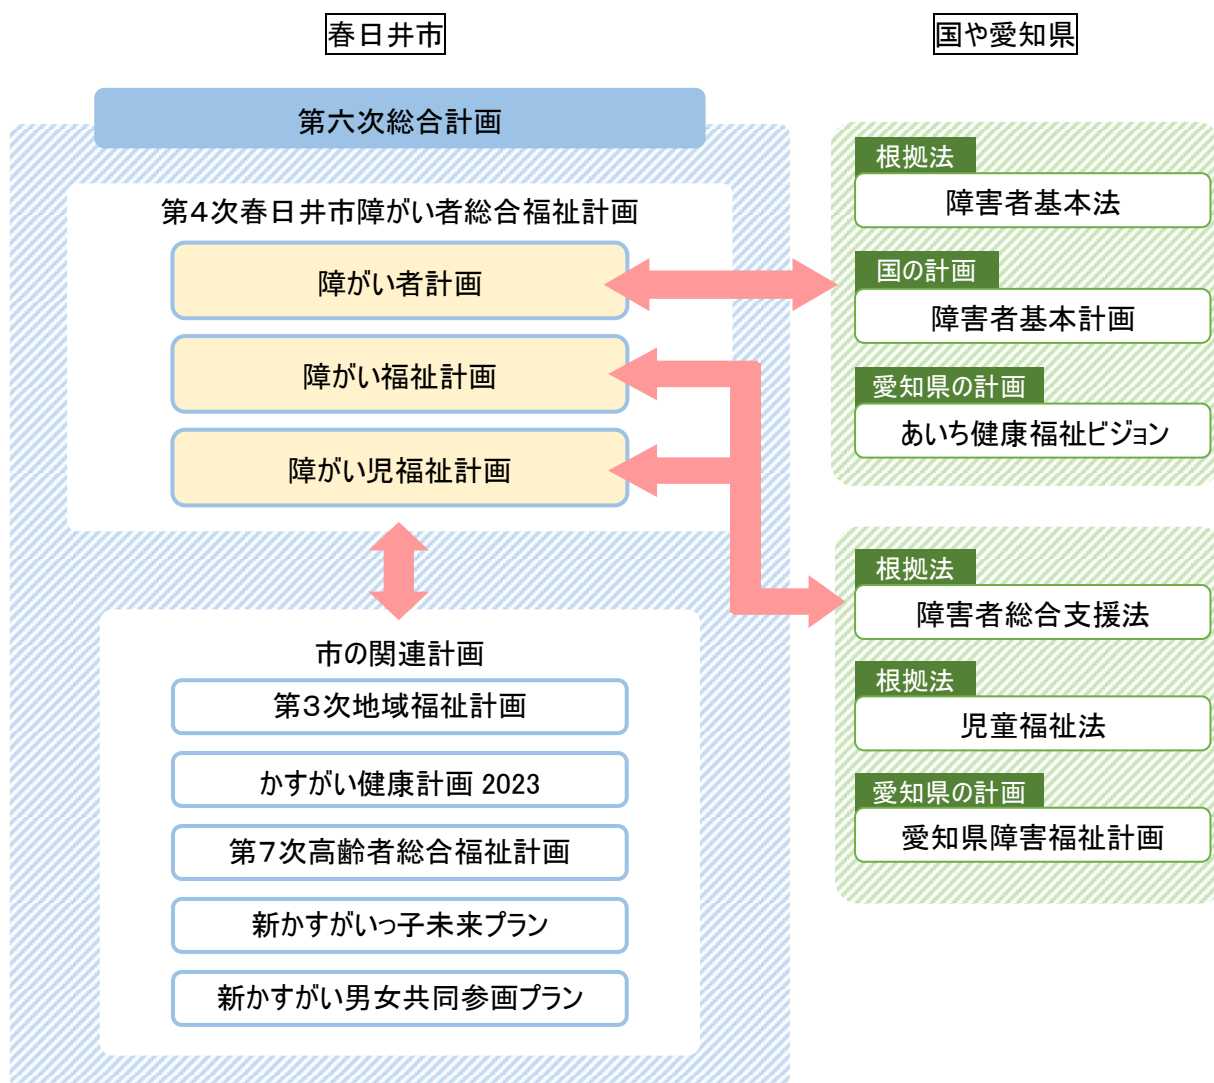 春日井市
国や愛知県
第六次総合計画
第4次春日井市障がい者総合福祉計画
障がい者計画
障がい福祉計画
障がい児福祉計画
市の関連計画
第3次地域福祉計画
かすがい健康計画 2023
第7次高齢者総合福祉計画
新かすがいっ子未来プラン
新かすがい男女共同参画プラン
根拠法
障害者基本法
国の計画
障害者基本計画
愛知県の計画
あいち健康福祉ビジョン
根拠法
障害者総合支援法
根拠法
児童福祉法
愛知県の計画
愛知県障害福祉計画